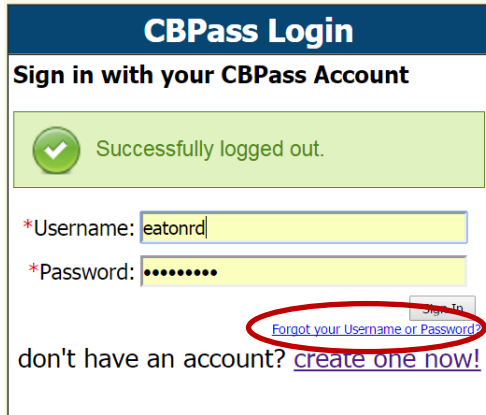 CBPass Login
Sign in with your CBPass Account
Successfully logged out.
*Username: eatonrd
*Password: •••••••••
Sign In
Forgot your Username or Password?
don't have an account? create one now!